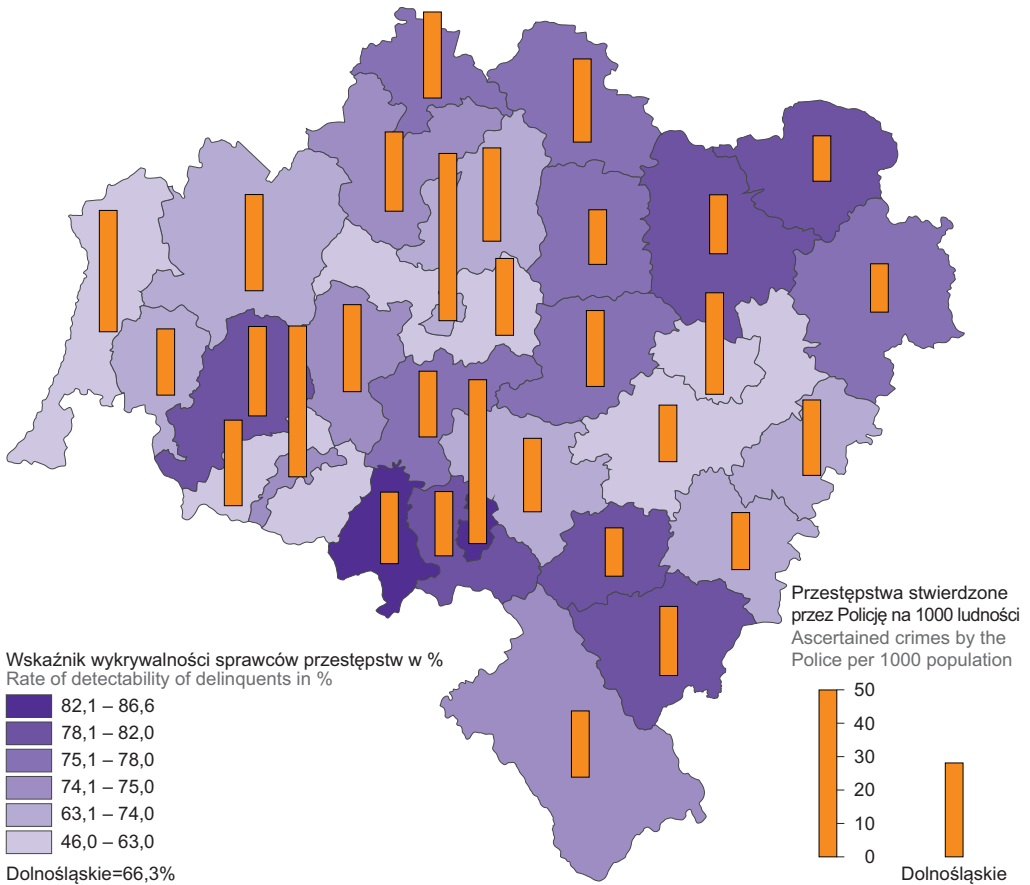 Wskaźnik wykrywalności sprawców przestępstw w %
Rate of detectability of delinquents in %
82,1 – 86,6
78,1 – 82,0
75,1 – 78,0
74,1 – 75,0
63,1 – 74,0
46,0 – 63,0
Dolnośląskie=66,3%
Przestępstwa stwierdzone
przez Policję na 1000 ludności
Ascertained crimes by the
Police per 1000 population
50
40
30
20
10
0
Dolnośląskie